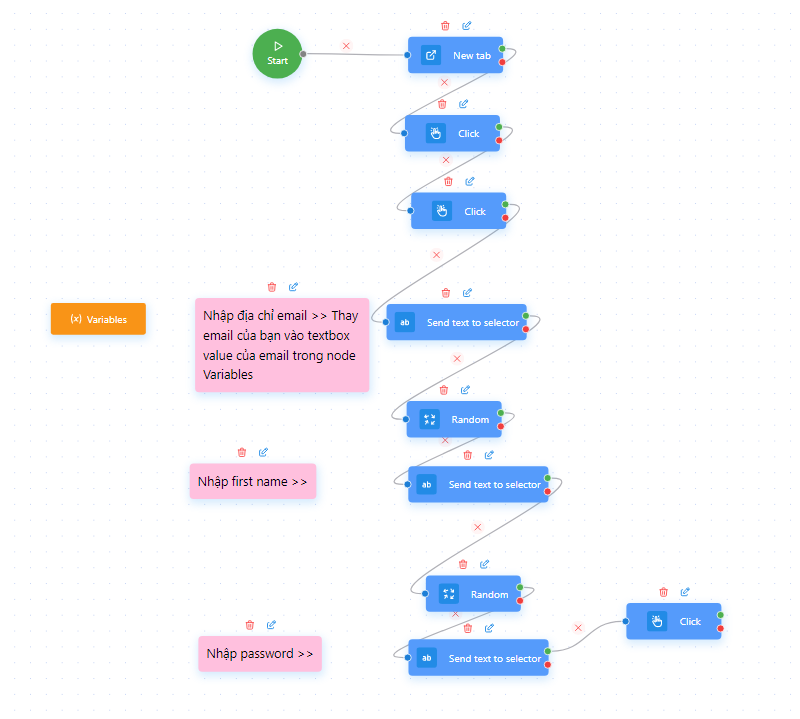 Start
New tab
Click
Click
(x) Variables
Nhập địa chỉ email >> Thay
email của bạn vào textbox
value của email trong node
Variables
ab Send text to selector
Random
Nhập first name >>
ab Send text to selector
Random
Click
Nhập password >>
ab Send text to selector